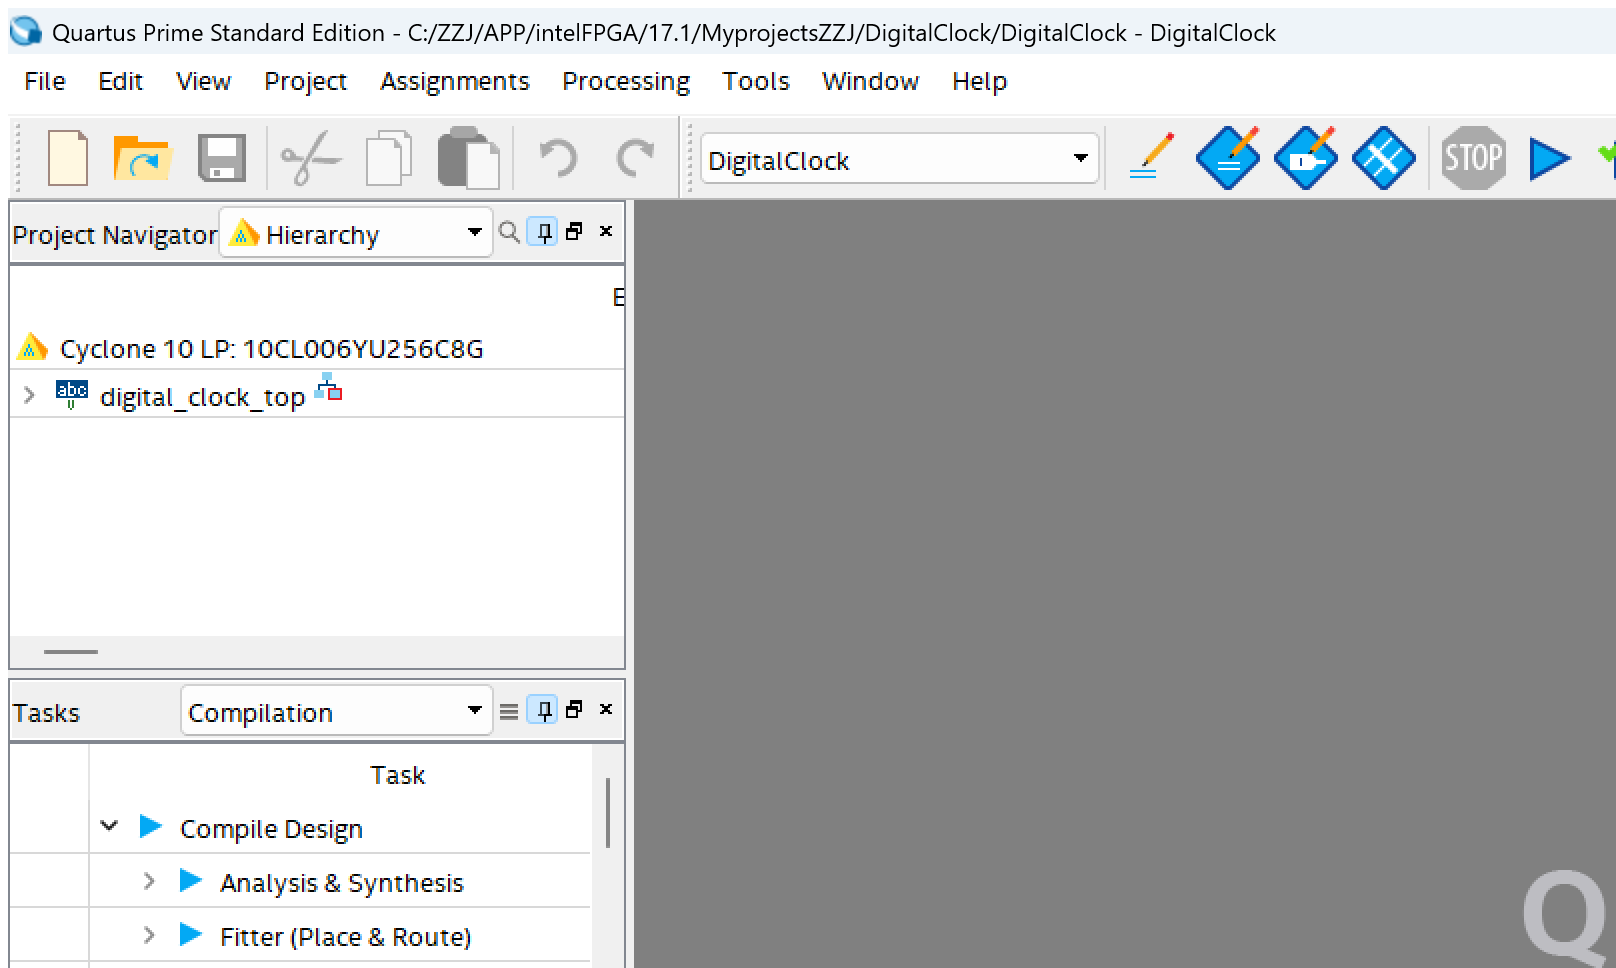 Quartus Prime Standard Edition - C:/ZZJ/APP/intelFPGA/17.1/MyprojectsZZJ/DigitalClock/DigitalClock - DigitalClock
File Edit View Project Assignments Processing Tools Window Help
DigitalClock STOP
Project Navigator Hierarchy
E
Cyclone 10 LP: 10CL006YU256C8G
abc digital_clock_top
Tasks Compilation
Task
Compile Design
Analysis & Synthesis
Fitter (Place & Route)
Q